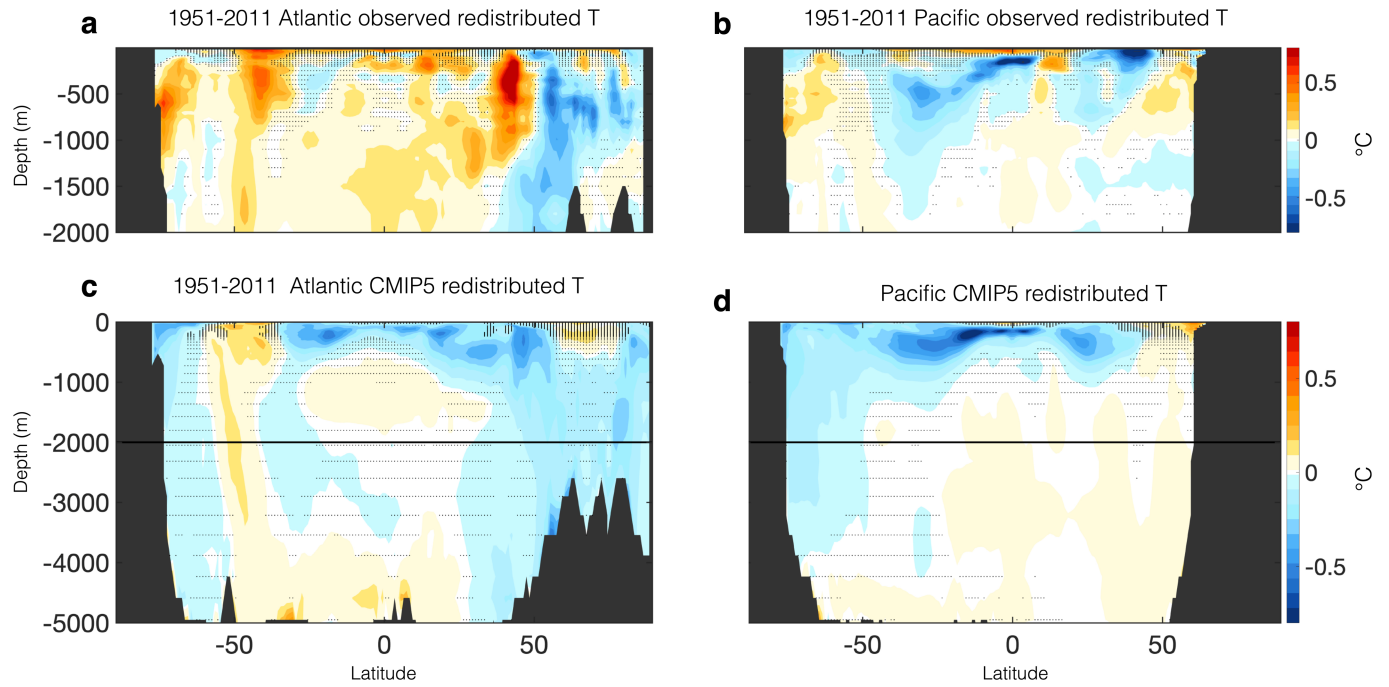 a
1951-2011 Atlantic observed redistributed T
b
1951-2011 Pacific observed redistributed T
Depth (m)
-500
-1000
-1500
-2000
0.5
0
-0.5
°C
c
1951-2011 Atlantic CMIP5 redistributed T
d
Pacific CMIP5 redistributed T
Depth (m)
0
-1000
-2000
-3000
-4000
-5000
0.5
0
-0.5
°C
-50 0 50
Latitude
-50 0 50
Latitude